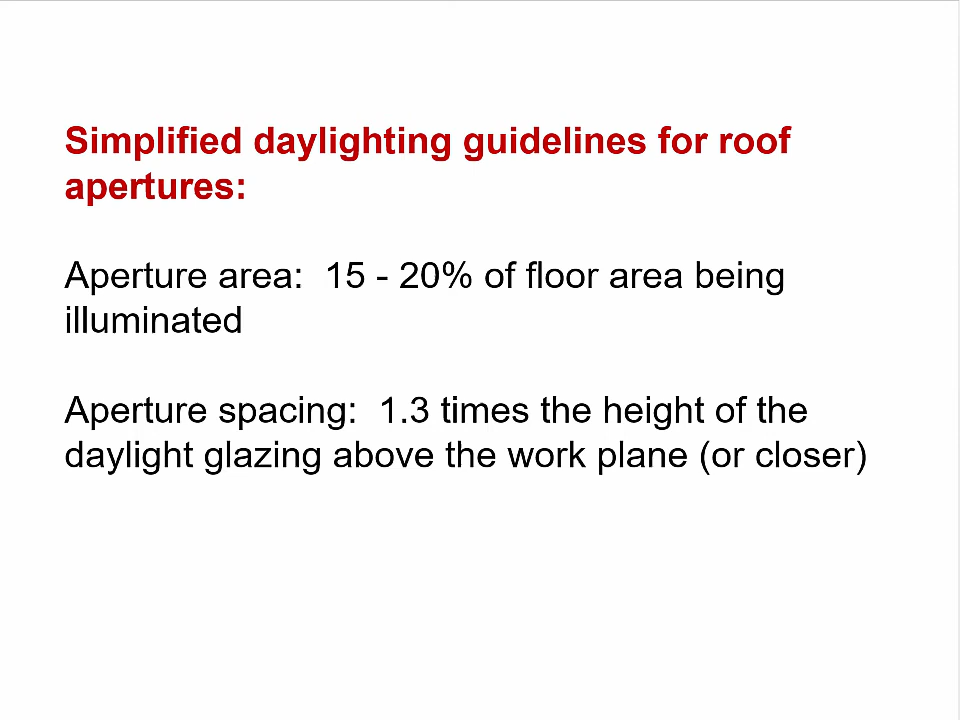 Simplified daylighting guidelines for roof
apertures:
Aperture area:  15 - 20% of floor area being
illuminated
Aperture spacing:  1.3 times the height of the
daylight glazing above the work plane (or closer)